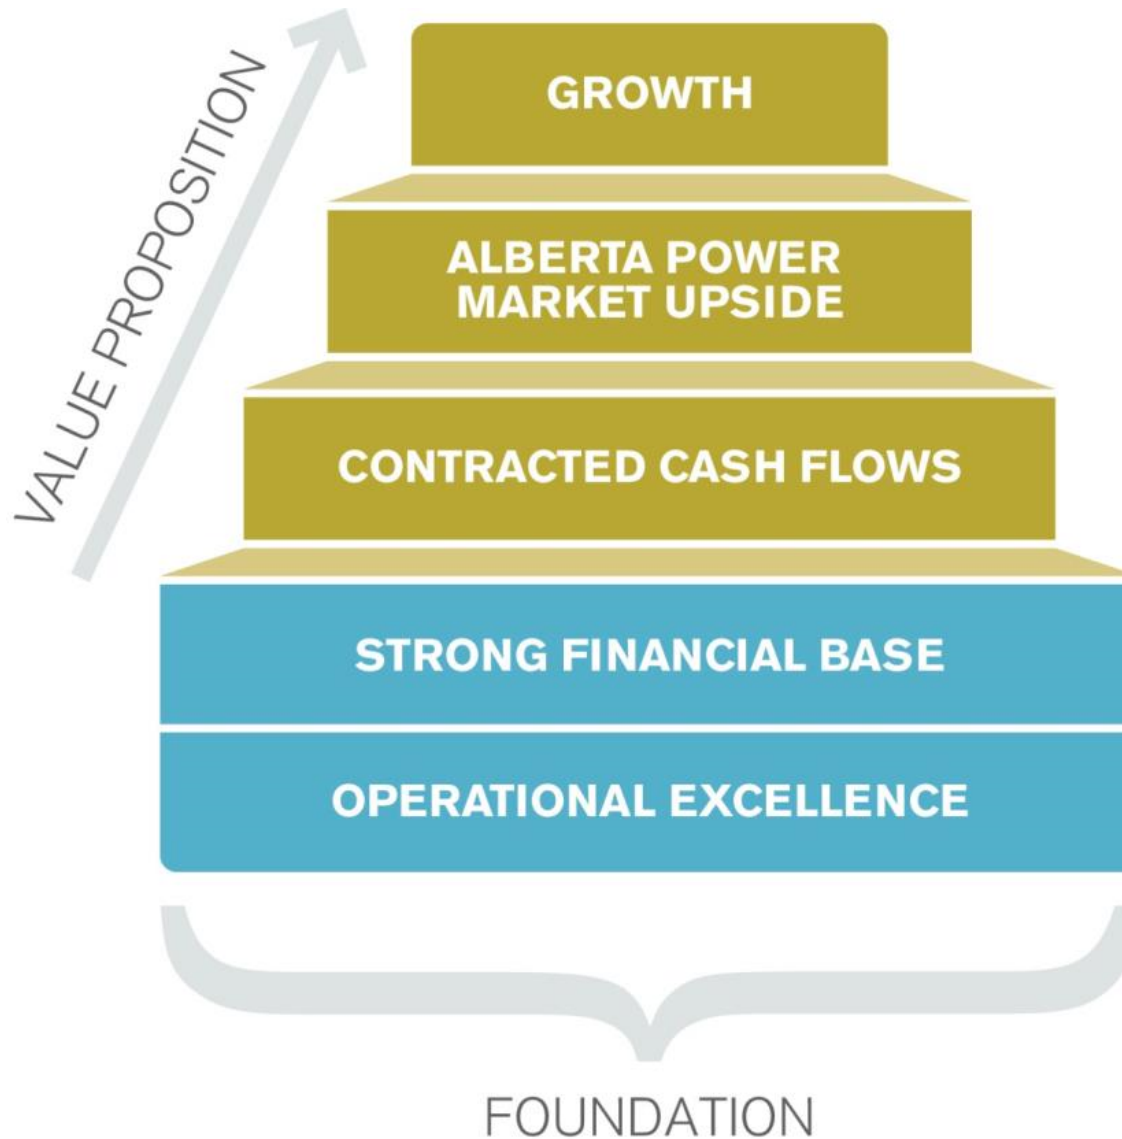 VALUE PROPOSITION
GROWTH
ALBERTA POWER
MARKET UPSIDE
CONTRACTED CASH FLOWS
STRONG FINANCIAL BASE
OPERATIONAL EXCELLENCE
FOUNDATION